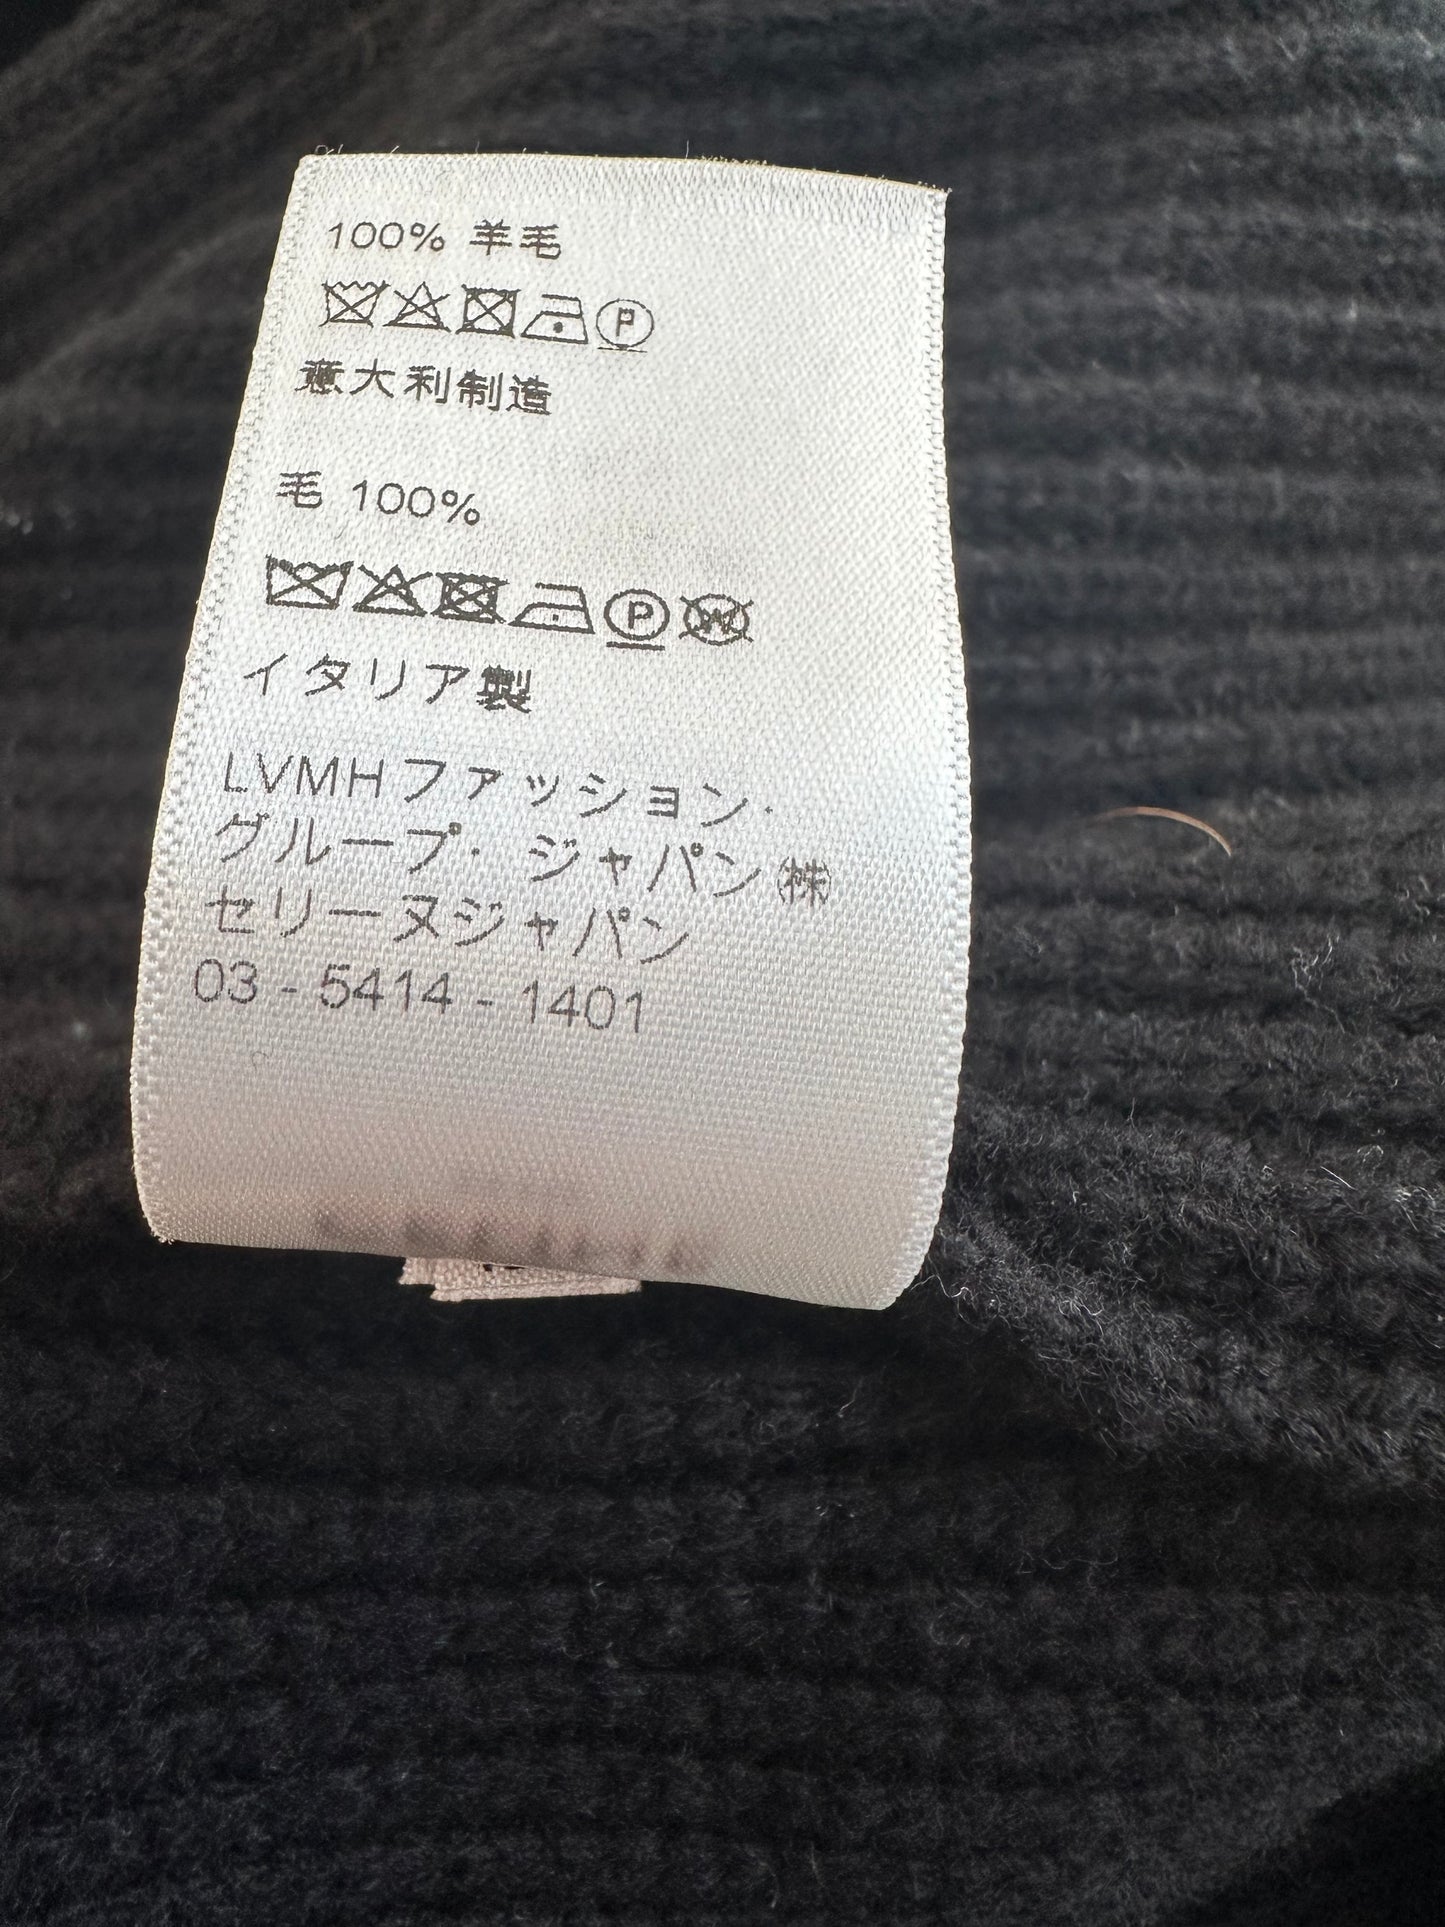 100% 羊毛
P
意大利制造
毛 100%
P W
イタリア製
LVMHファッション・
グループ・ジャパン㈱
セリーヌジャパン
03 - 5414 - 1401